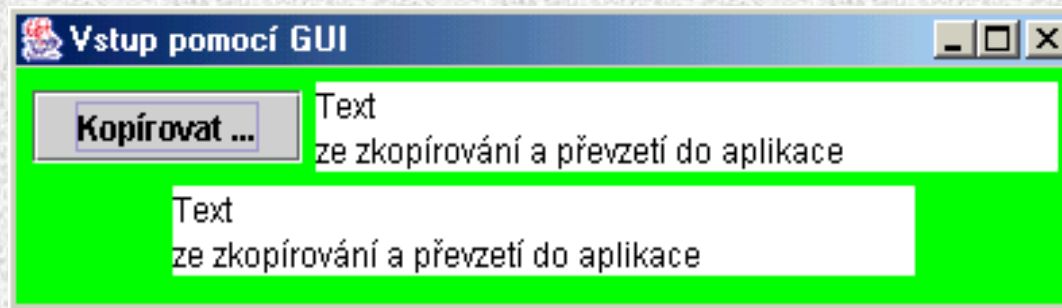 Vstup pomocí GUI
Kopírovat ...
Text
ze zkopírování a převzetí do aplikace
Text
ze zkopírování a převzetí do aplikace